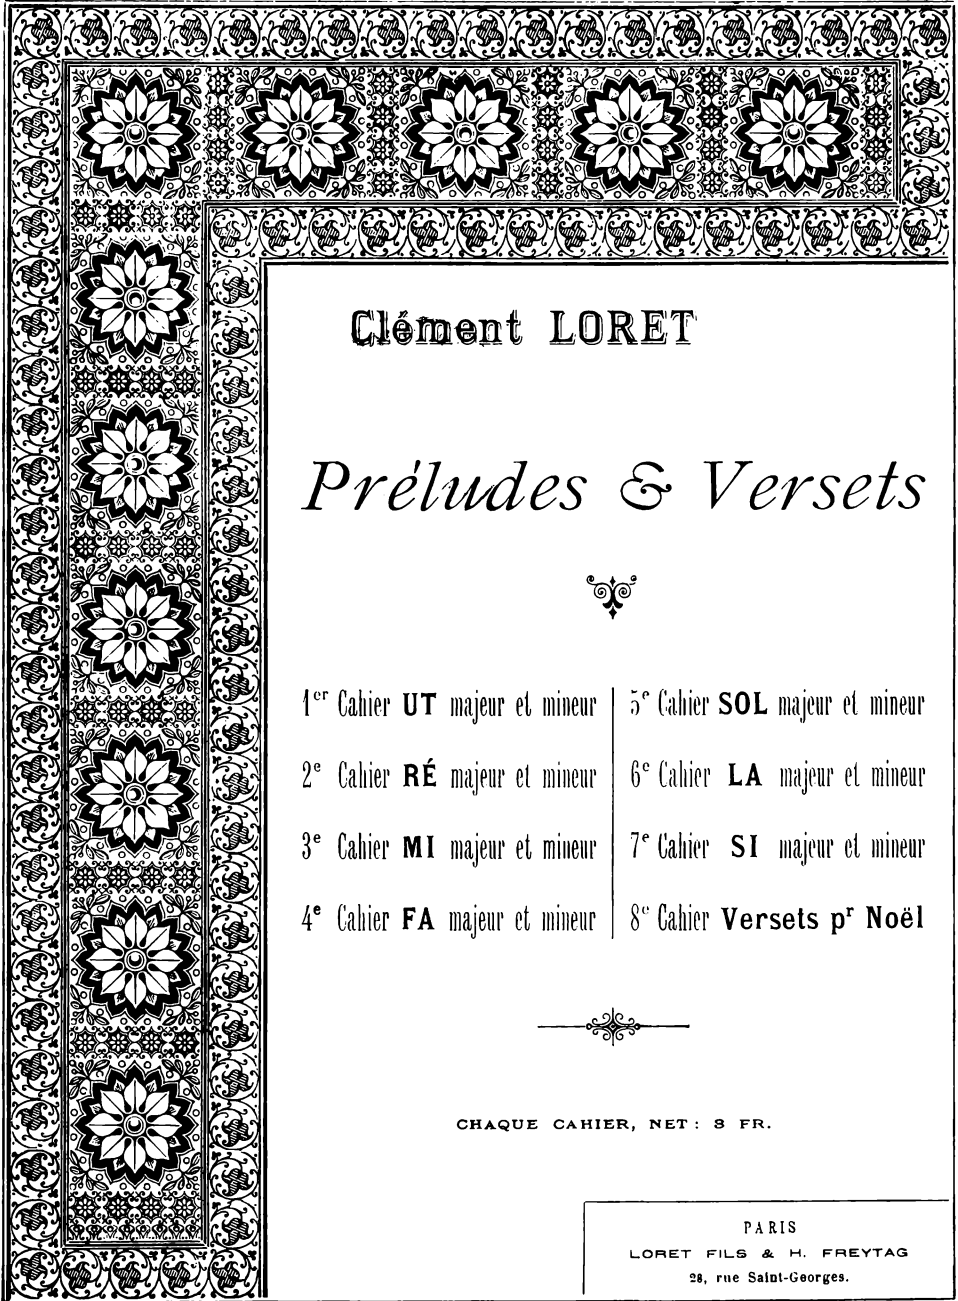 Clément LORET
Préludes & Versets
1er Cahier UT majeur et mineur
2e Cahier RÉ majeur et mineur
3e Cahier MI majeur et mineur
4e Cahier FA majeur et mineur
5e Cahier SOL majeur et mineur
6e Cahier LA majeur et mineur
7e Cahier SI majeur et mineur
8e Cahier Versets pr Noël
CHAQUE CAHIER, NET : 3 FR.
PARIS
LORET FILS & H. FREYTAG
28, rue Saint-Georges.